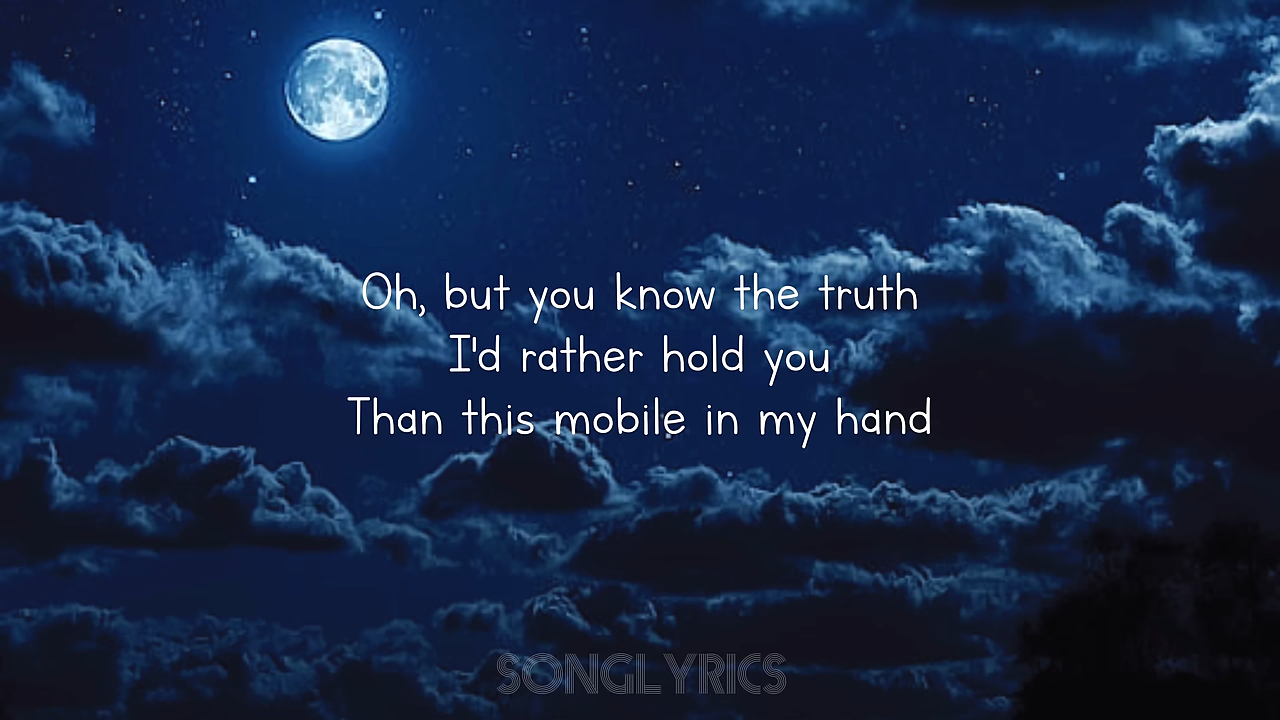 Oh, but you know the truth
I'd rather hold you
Than this mobile in my hand
SONGLYRICS